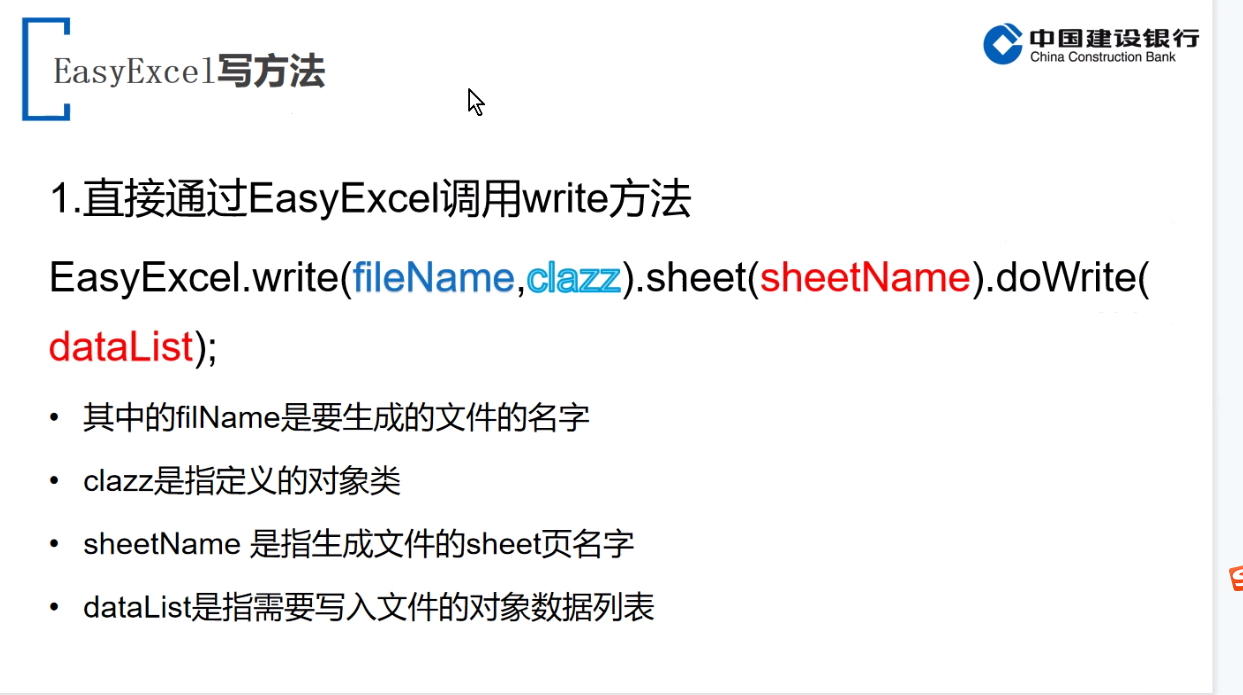 EasyExcel写方法
中国建设银行
China Construction Bank
1.直接通过EasyExcel调用write方法
EasyExcel.write(fileName,clazz).sheet(sheetName).doWrite(
dataList);
• 其中的filName是要生成的文件的名字
• clazz是指定义的对象类
• sheetName 是指生成文件的sheet页名字
• dataList是指需要写入文件的对象数据列表